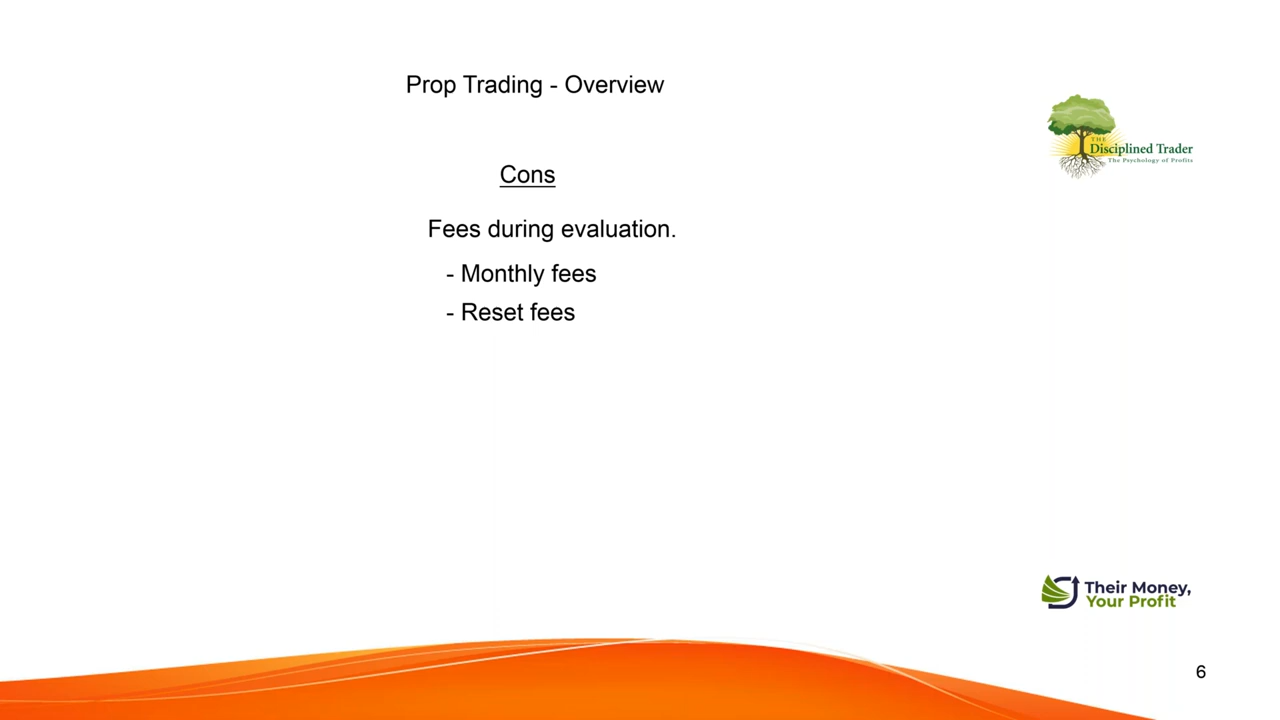 Prop Trading - Overview
THE
Disciplined Trader
The Psychology of Profits
Cons
Fees during evaluation.
- Monthly fees
- Reset fees
Their Money,
Your Profit
6